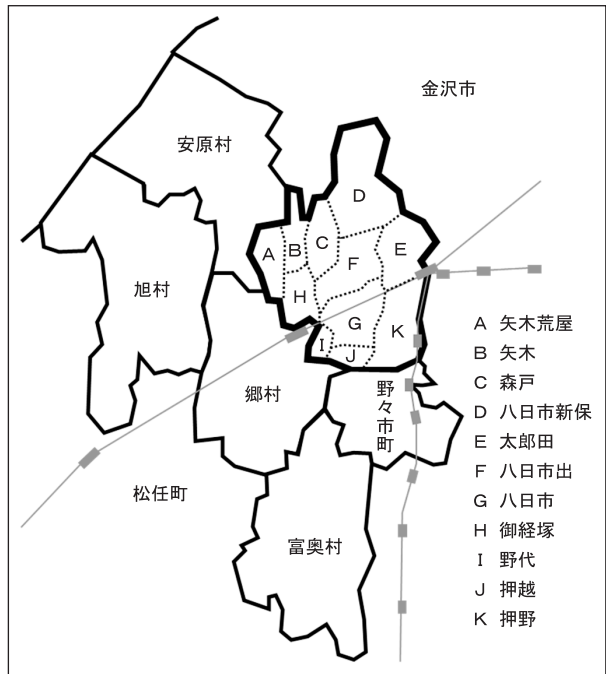 金沢市
安原村
D
A
B
C
E
F
H
旭村
G
K
I
J
郷村
野々市町
松任町
富奥村
A 矢木荒屋
B 矢木
C 森戸
D 八日市新保
E 太郎田
F 八日市出
G 八日市
H 御経塚
I 野代
J 押越
K 押野